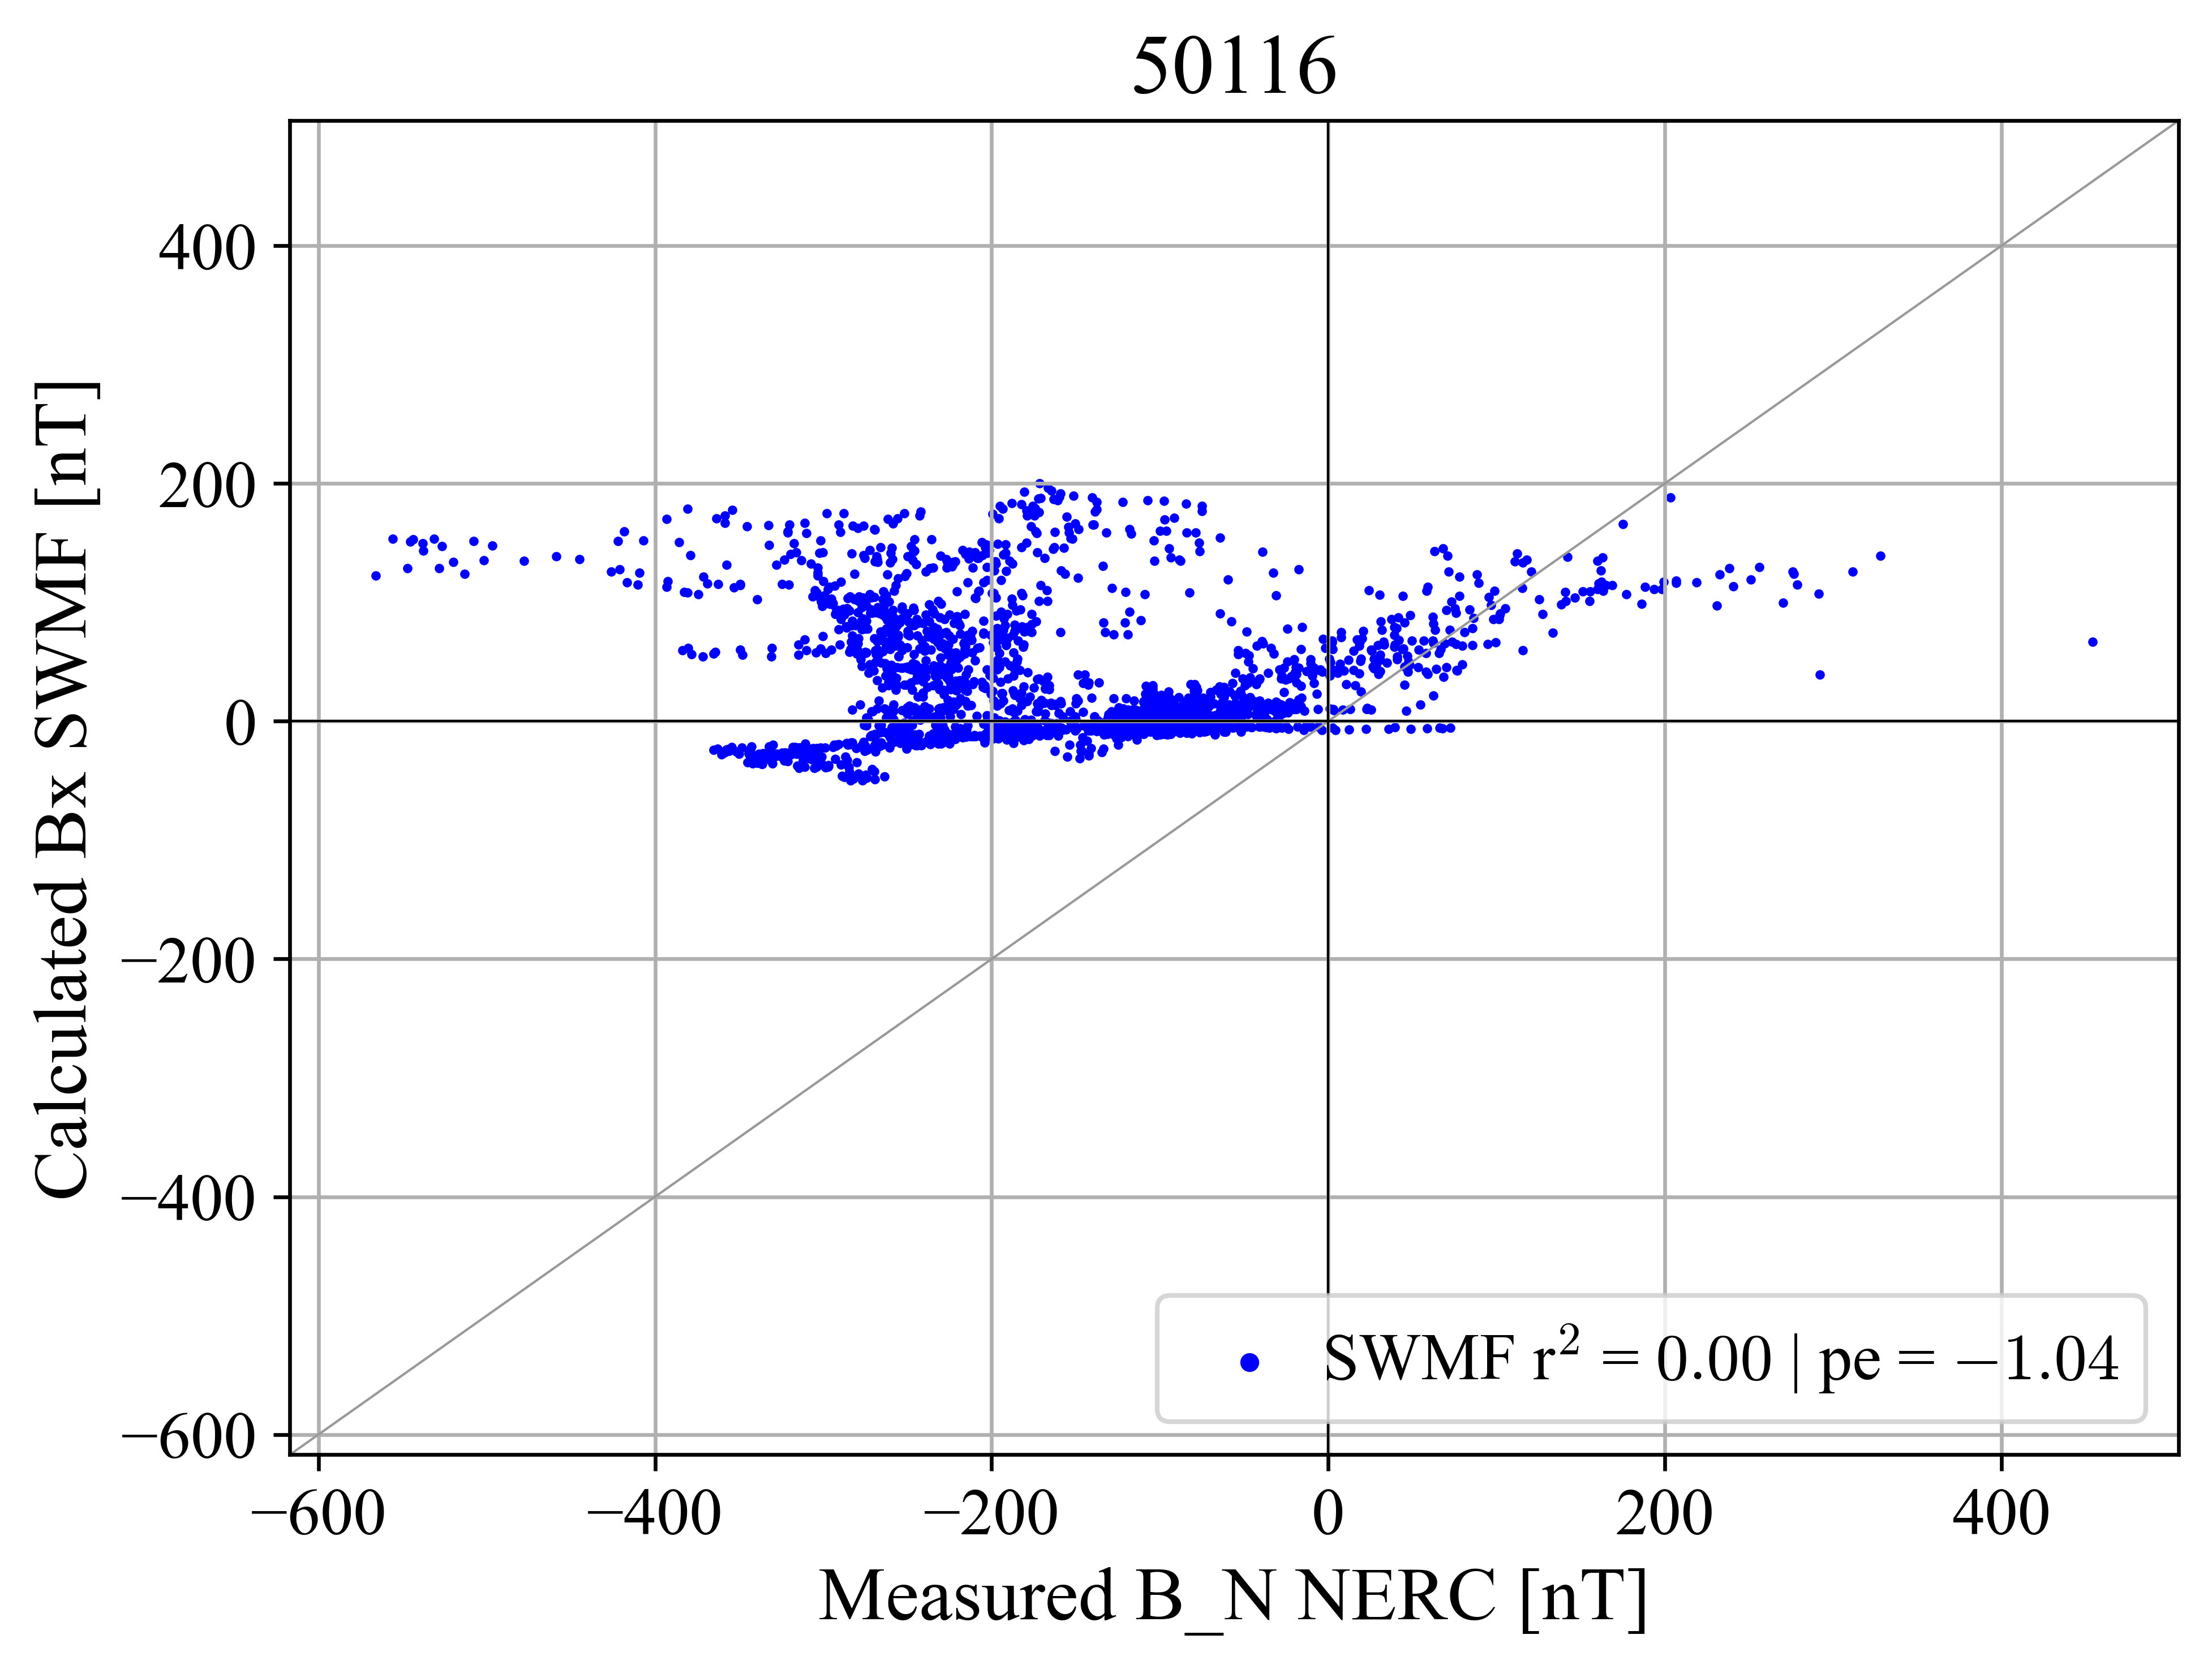 50116
Calculated Bx SWMF [nT]
400
200
0
−200
−400
−600
SWMF r² = 0.00 | pe = −1.04
−600 −400 −200 0 200 400
Measured B_N NERC [nT]